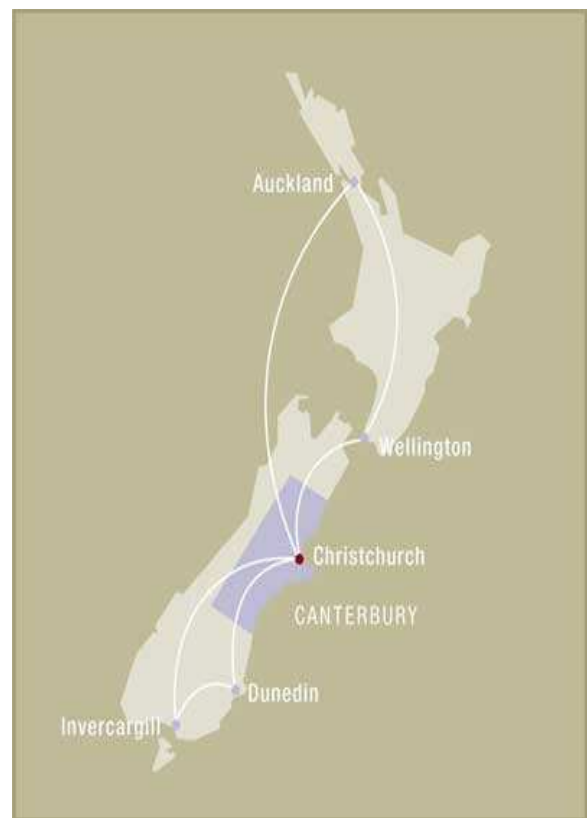 Auckland
Wellington
Christchurch
CANTERBURY
Dunedin
Invercargill